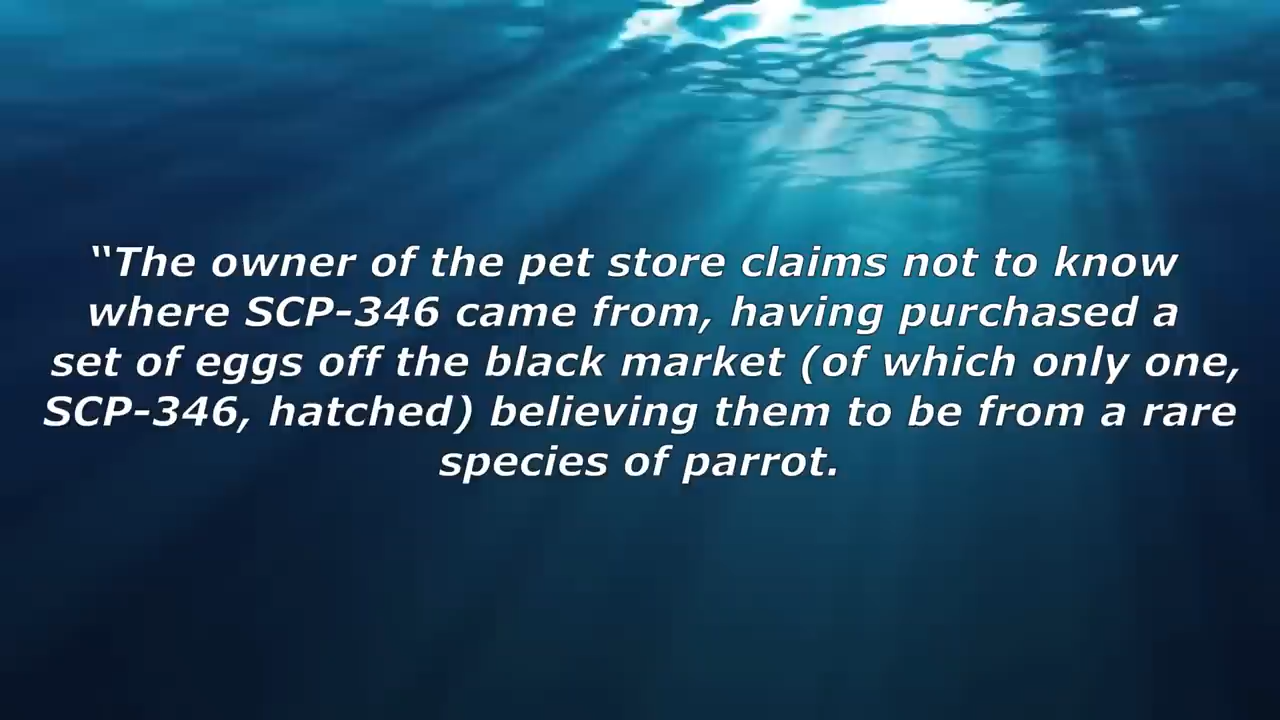 “The owner of the pet store claims not to know
where SCP-346 came from, having purchased a
set of eggs off the black market (of which only one,
SCP-346, hatched) believing them to be from a rare
species of parrot.